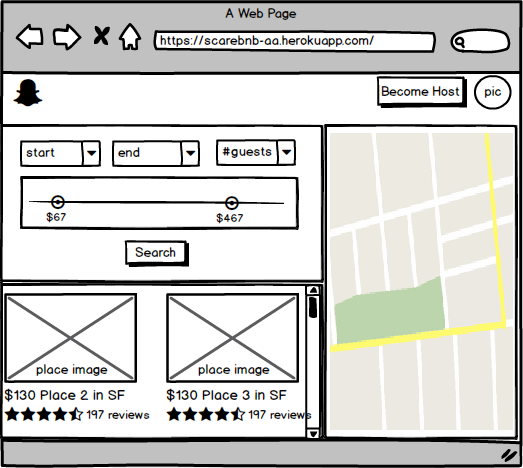 A Web Page
https://scarebnb-aa.herokuapp.com/
Become Host
pic
start
end
#guests
$67
$467
Search
place image
place image
$130 Place 2 in SF
$130 Place 3 in SF
197 reviews
197 reviews